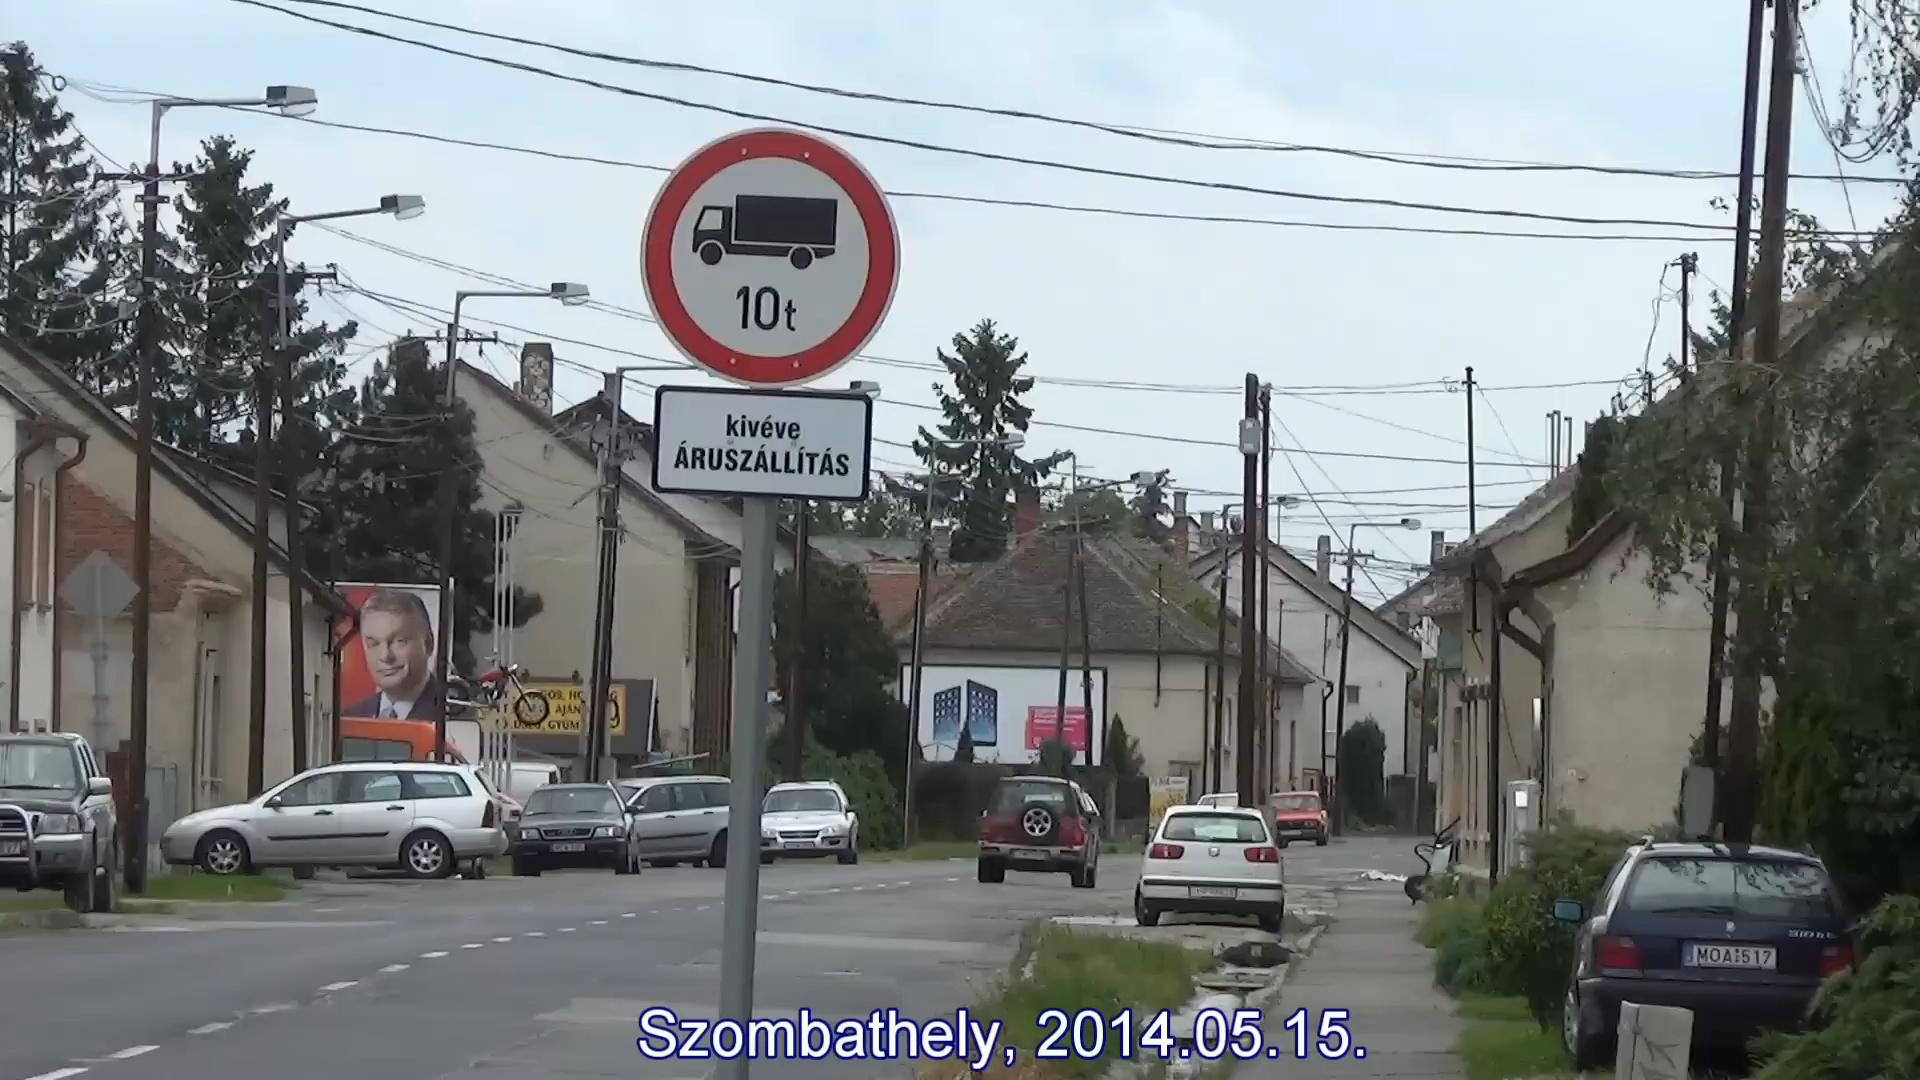 10t
kivéve
ÁRUSZÁLLÍTÁS
MOA 517
Szombathely, 2014.05.15.